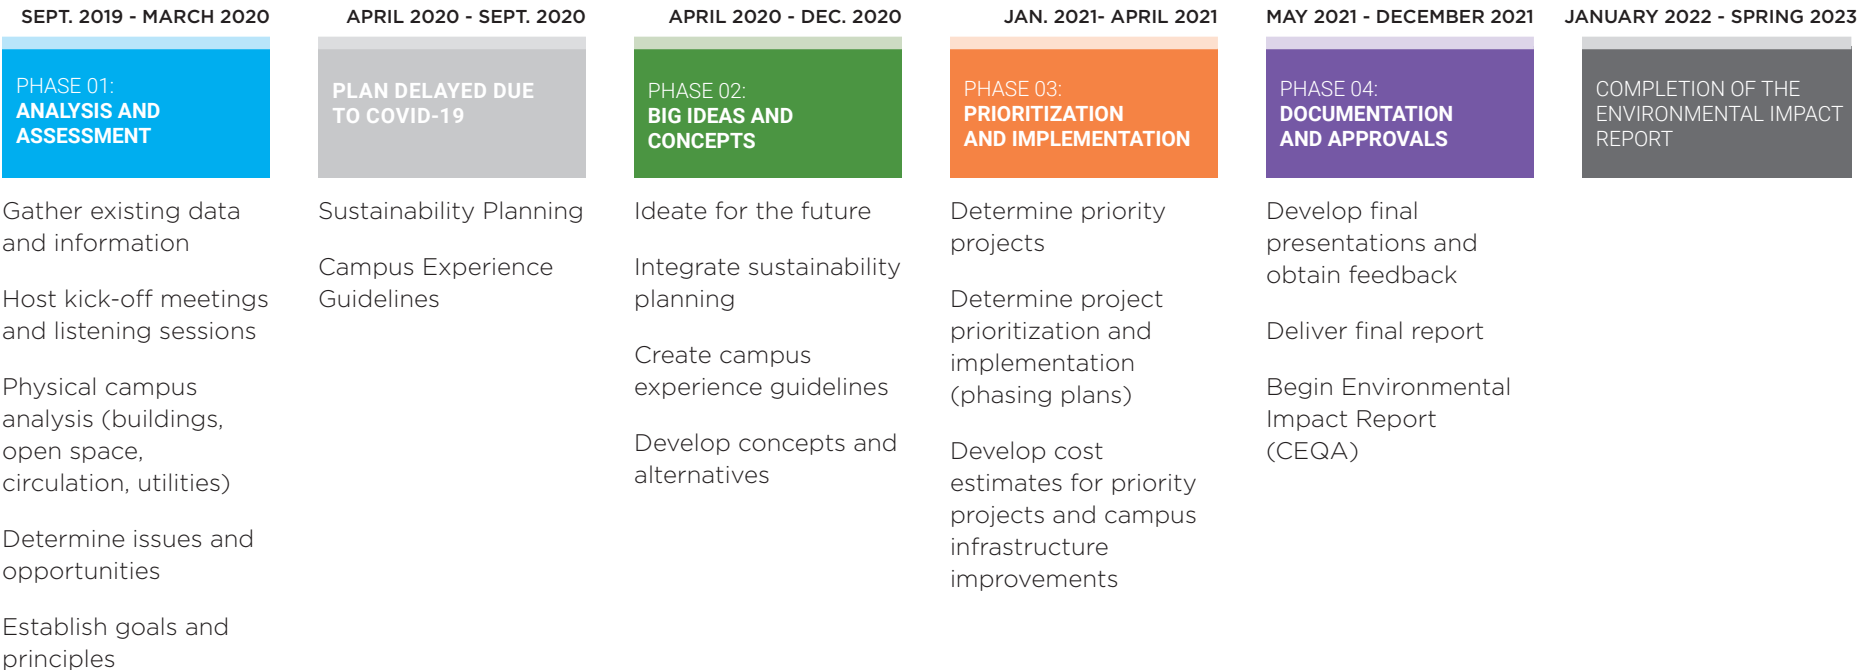 SEPT. 2019 - MARCH 2020
PHASE 01:
ANALYSIS AND
ASSESSMENT
Gather existing data
and information
Host kick-off meetings
and listening sessions
Physical campus
analysis (buildings,
open space,
circulation, utilities)
Determine issues and
opportunities
Establish goals and
principles
APRIL 2020 - SEPT. 2020
PLAN DELAYED DUE
TO COVID-19
Sustainability Planning
Campus Experience
Guidelines
APRIL 2020 - DEC. 2020
PHASE 02:
BIG IDEAS AND
CONCEPTS
Ideate for the future
Integrate sustainability
planning
Create campus
experience guidelines
Develop concepts and
alternatives
JAN. 2021- APRIL 2021
PHASE 03:
PRIORITIZATION
AND IMPLEMENTATION
Determine priority
projects
Determine project
prioritization and
implementation
(phasing plans)
Develop cost
estimates for priority
projects and campus
infrastructure
improvements
MAY 2021 - DECEMBER 2021
PHASE 04:
DOCUMENTATION
AND APPROVALS
Develop final
presentations and
obtain feedback
Deliver final report
Begin Environmental
Impact Report
(CEQA)
JANUARY 2022 - SPRING 2023
COMPLETION OF THE
ENVIRONMENTAL IMPACT
REPORT